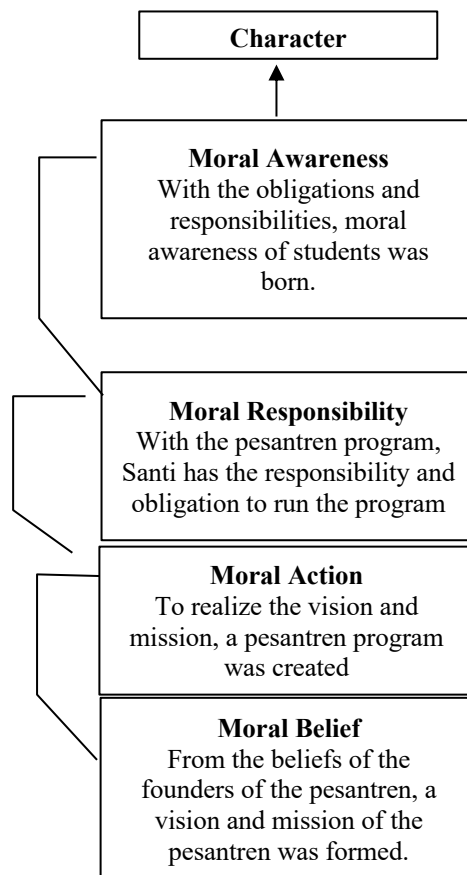 Character
Moral Awareness
With the obligations and
responsibilities, moral
awareness of students was
born.
Moral Responsibility
With the pesantren program,
Santi has the responsibility and
obligation to run the program
Moral Action
To realize the vision and
mission, a pesantren program
was created
Moral Belief
From the beliefs of the
founders of the pesantren, a
vision and mission of the
pesantren was formed.